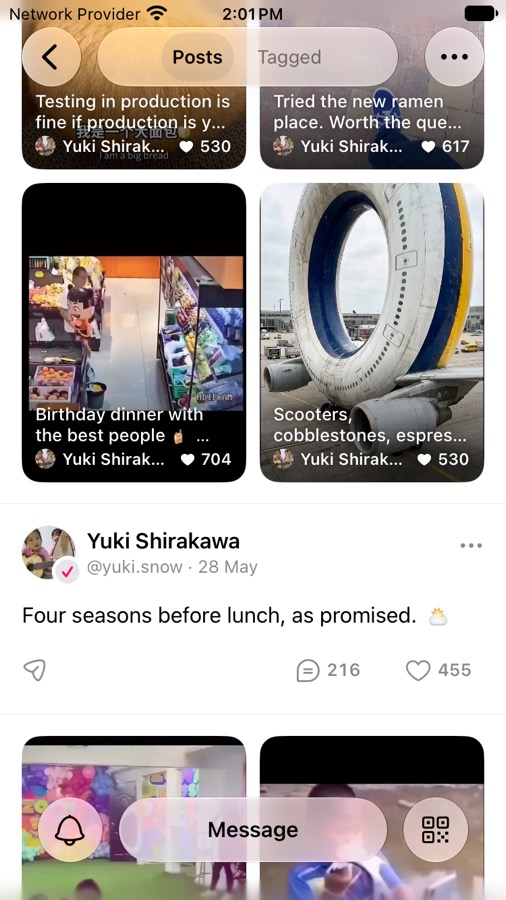 Network Provider 2:01 PM
Posts Tagged
Testing in production is
fine if production is y...
我是一个大面包
I am a big bread
Yuki Shirak... 530
Tried the new ramen
place. Worth the que...
Yuki Shirak... 617
Birthday dinner with
the best people ...
Yuki Shirak... 704
Scooters,
cobblestones, espres...
Yuki Shirak... 530
Yuki Shirakawa
@yuki.snow · 28 May
Four seasons before lunch, as promised.
216 455
Message